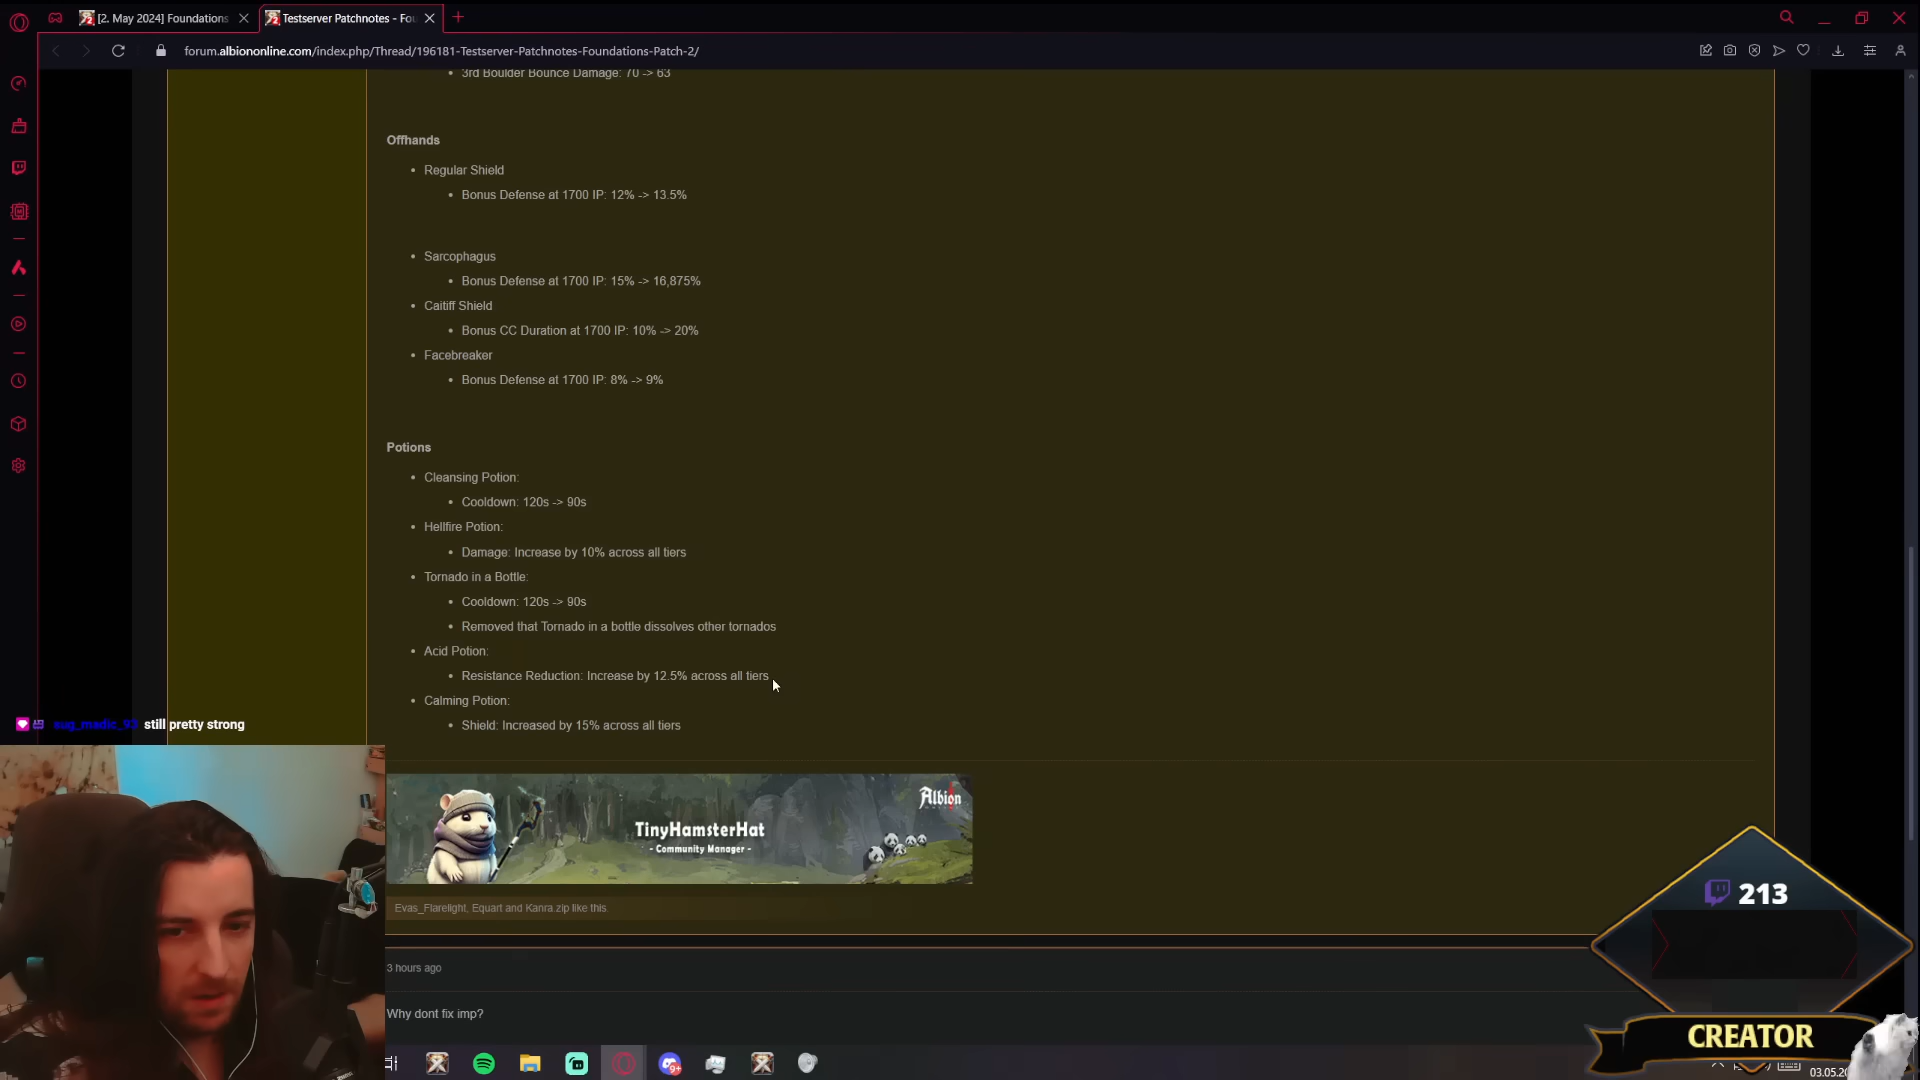 [2. May 2024] Foundations
Testserver Patchnotes - Fou
forum.albiononline.com/index.php/Thread/196181-Testserver-Patchnotes-Foundations-Patch-2/
3rd Boulder Bounce Damage: 70 -> 63
Offhands
Regular Shield
Bonus Defense at 1700 IP: 12% -> 13.5%
Sarcophagus
Bonus Defense at 1700 IP: 15% -> 16,875%
Caitiff Shield
Bonus CC Duration at 1700 IP: 10% -> 20%
Facebreaker
Bonus Defense at 1700 IP: 8% -> 9%
Potions
Cleansing Potion:
Cooldown: 120s -> 90s
Hellfire Potion:
Damage: Increase by 10% across all tiers
Tornado in a Bottle:
Cooldown: 120s -> 90s
Removed that Tornado in a bottle dissolves other tornados
Acid Potion:
Resistance Reduction: Increase by 12.5% across all tiers
Calming Potion:
Shield: Increased by 15% across all tiers
still pretty strong
Albion
TinyHamsterHat
- Community Manager -
213
Evas_Flarelight, Equart and Kanra.zip like this.
3 hours ago
Why dont fix imp?
CREATOR
9+
03.05.20